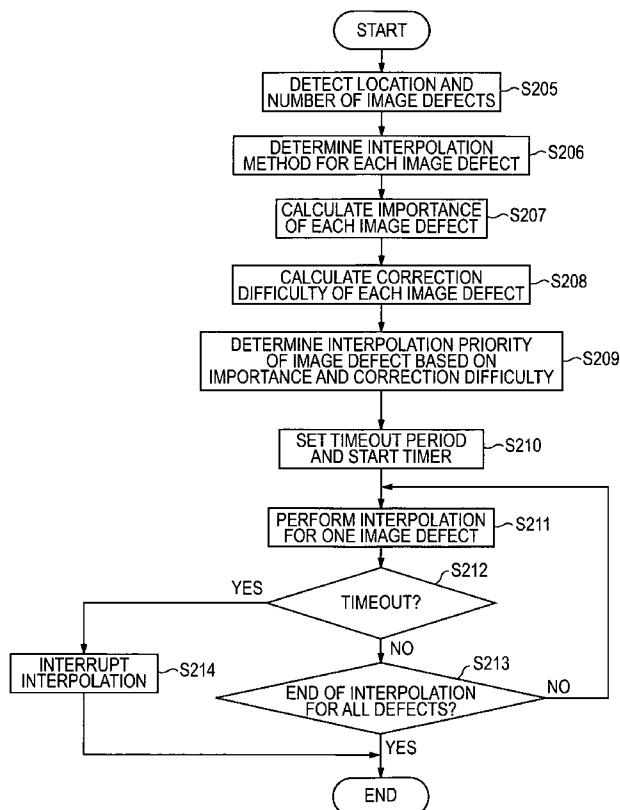 START
DETECT LOCATION AND
NUMBER OF IMAGE DEFECTS
S205
DETERMINE INTERPOLATION
METHOD FOR EACH IMAGE DEFECT
S206
CALCULATE IMPORTANCE
OF EACH IMAGE DEFECT
S207
CALCULATE CORRECTION
DIFFICULTY OF EACH IMAGE DEFECT
S208
DETERMINE INTERPOLATION PRIORITY
OF IMAGE DEFECT BASED ON
IMPORTANCE AND CORRECTION DIFFICULTY
S209
SET TIMEOUT PERIOD
AND START TIMER
S210
PERFORM INTERPOLATION
FOR ONE IMAGE DEFECT
S211
S212
YES
TIMEOUT?
NO
S213
INTERRUPT
INTERPOLATION
S214
END OF INTERPOLATION
FOR ALL DEFECTS?
NO
YES
END